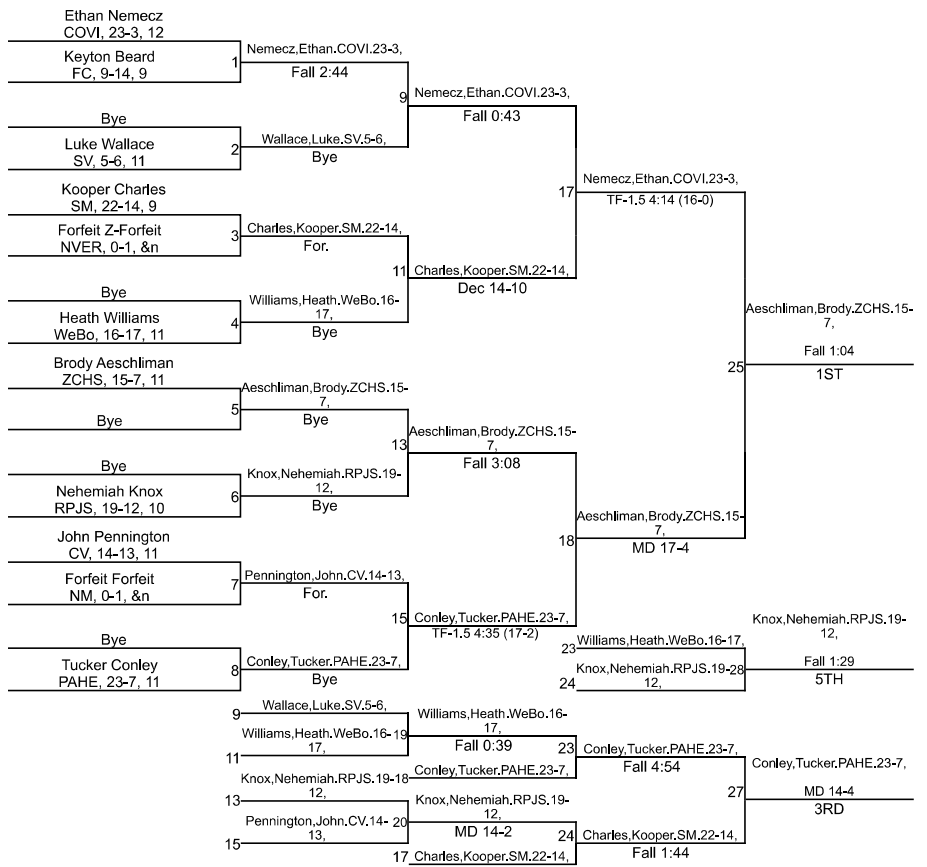 Ethan Nemecz
COVI, 23-3, 12
Keyton Beard
FC, 9-14, 9
Bye
Luke Wallace
SV, 5-6, 11
Kooper Charles
SM, 22-14, 9
Forfeit Z-Forfeit
NVER, 0-1, &n
Bye
Heath Williams
WeBo, 16-17, 11
Brody Aeschliman
ZCHS, 15-7, 11
Bye
Bye
Nehemiah Knox
RPJS, 19-12, 10
John Pennington
CV, 14-13, 11
Forfeit Forfeit
NM, 0-1, &n
Bye
Tucker Conley
PAHE, 23-7, 11
1
Nemecz,Ethan.COVI.23-3,
Fall 2:44
2
Wallace,Luke.SV.5-6,
Bye
3
Charles,Kooper.SM.22-14,
For.
4
Williams,Heath.WeBo.16-
17,
Bye
5
Aeschliman,Brody.ZCHS.15-
7,
Bye
6
Knox,Nehemiah.RPJS.19-
12,
Bye
7
Pennington,John.CV.14-13,
For.
8
Conley,Tucker.PAHE.23-7,
Bye
9
Nemecz,Ethan.COVI.23-3,
Fall 0:43
11
Charles,Kooper.SM.22-14,
Dec 14-10
13
Aeschliman,Brody.ZCHS.15-
7,
Fall 3:08
15
Conley,Tucker.PAHE.23-7,
TF-1.5 4:35 (17-2)
17
Nemecz,Ethan.COVI.23-3,
TF-1.5 4:14 (16-0)
18
Aeschliman,Brody.ZCHS.15-
7,
MD 17-4
25
Aeschliman,Brody.ZCHS.15-
7,
Fall 1:04
1ST
23
Williams,Heath.WeBo.16-17,
24
Knox,Nehemiah.RPJS.19-
12,
28
Knox,Nehemiah.RPJS.19-
12,
Fall 1:29
5TH
9
Wallace,Luke.SV.5-6,
11
Williams,Heath.WeBo.16-
17,
19
Williams,Heath.WeBo.16-
17,
Fall 0:39
18
Conley,Tucker.PAHE.23-7,
13
Knox,Nehemiah.RPJS.19-
12,
15
Pennington,John.CV.14-
13,
20
Knox,Nehemiah.RPJS.19-
12,
MD 14-2
17
Charles,Kooper.SM.22-14,
23
Conley,Tucker.PAHE.23-7,
Fall 4:54
24
Charles,Kooper.SM.22-14,
Fall 1:44
27
Conley,Tucker.PAHE.23-7,
MD 14-4
3RD